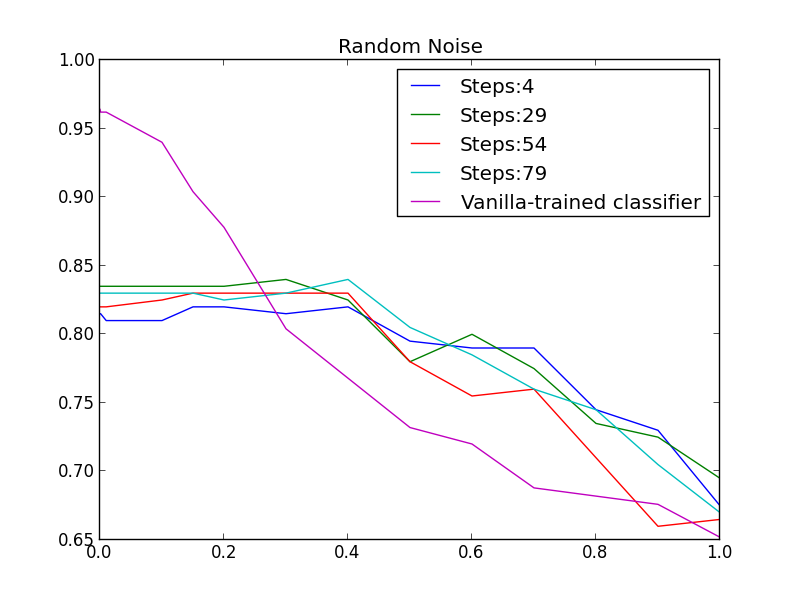 Random Noise
1.00
0.95
0.90
0.85
0.80
0.75
0.70
0.65
Steps:4
Steps:29
Steps:54
Steps:79
Vanilla-trained classifier
0.0 0.2 0.4 0.6 0.8 1.0